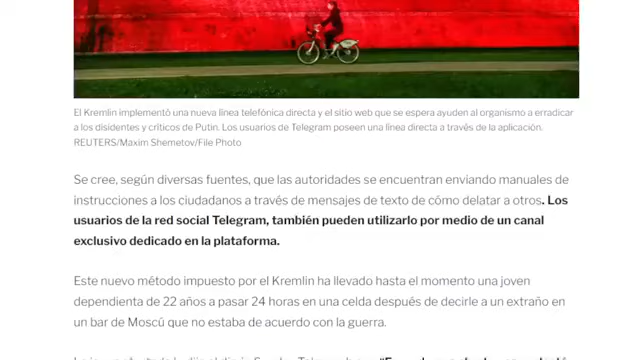 El Kremlin implementó una nueva línea telefónica directa y el sitio web que se espera ayuden al organismo a erradicar
a los disidentes y críticos de Putin. Los usuarios de Telegram poseen una línea directa a través de la aplicación.
REUTERS/Maxim Shemetov/File Photo
Se cree, según diversas fuentes, que las autoridades se encuentran enviando manuales de
instrucciones a los ciudadanos a través de mensajes de texto de cómo delatar a otros. Los
usuarios de la red social Telegram, también pueden utilizarlo por medio de un canal
exclusivo dedicado en la plataforma.
Este nuevo método impuesto por el Kremlin ha llevado hasta el momento una joven
dependienta de 22 años a pasar 24 horas en una celda después de decirle a un extraño en
un bar de Moscú que no estaba de acuerdo con la guerra.